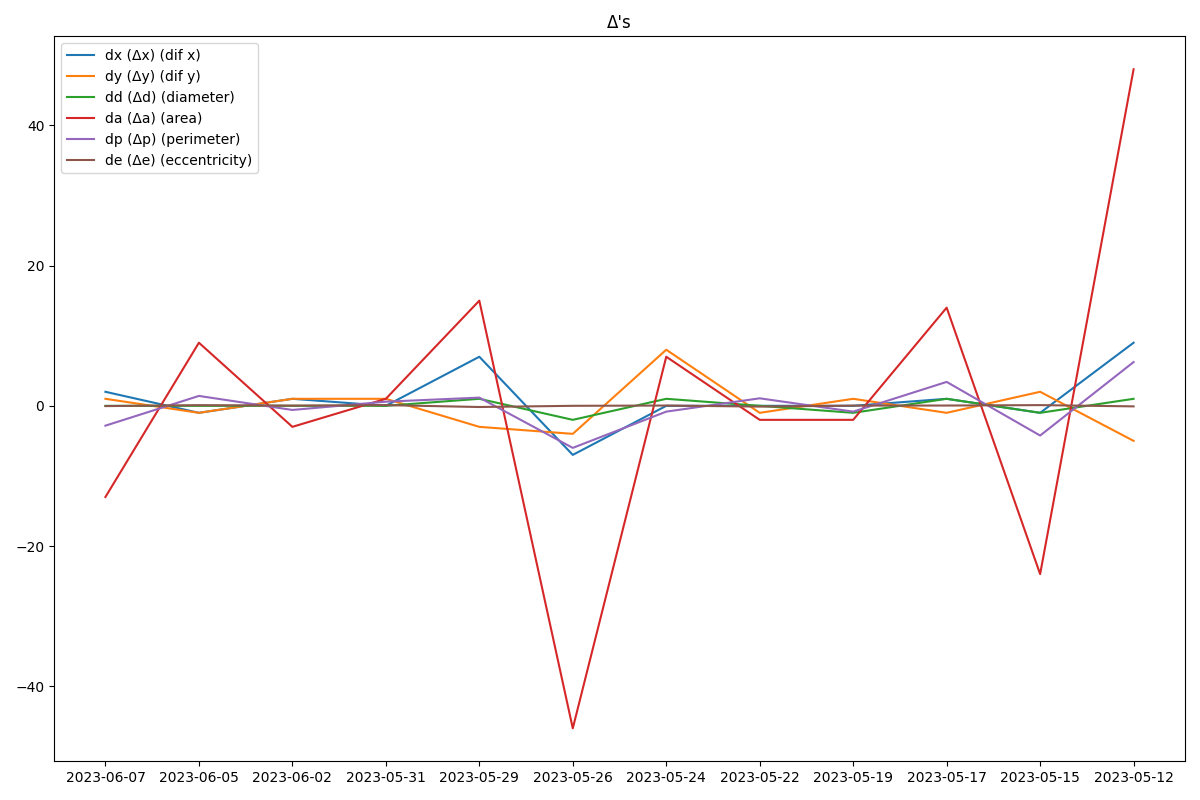 Δ's
dx (Δx) (dif x)
dy (Δy) (dif y)
dd (Δd) (diameter)
da (Δa) (area)
dp (Δp) (perimeter)
de (Δe) (eccentricity)
40
20
0
−20
−40
2023-06-07 2023-06-05 2023-06-02 2023-05-31 2023-05-29 2023-05-26 2023-05-24 2023-05-22 2023-05-19 2023-05-17 2023-05-15 2023-05-12